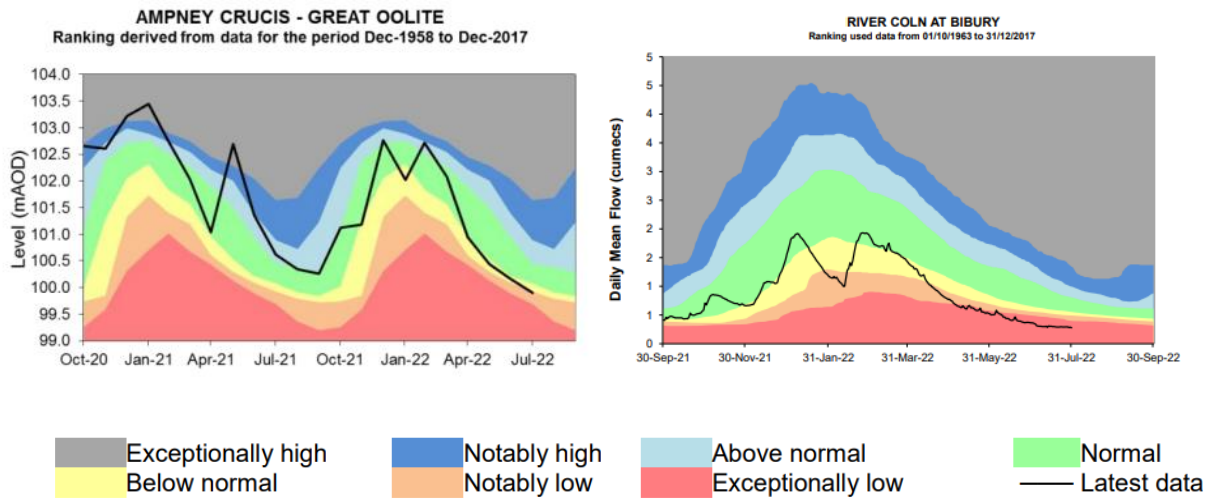 AMPNEY CRUCIS - GREAT OOLITE
Ranking derived from data for the period Dec-1958 to Dec-2017
Level (mAOD)
104.0
103.5
103.0
102.5
102.0
101.5
101.0
100.5
100.0
99.5
99.0
Oct-20 Jan-21 Apr-21 Jul-21 Oct-21 Jan-22 Apr-22 Jul-22
RIVER COLN AT BIBURY
Ranking used data from 01/10/1963 to 31/12/2017
Daily Mean Flow (cumecs)
5
4
4
3
3
2
2
1
1
0
30-Sep-21 30-Nov-21 31-Jan-22 31-Mar-22 31-May-22 31-Jul-22 30-Sep-22
Exceptionally high Notably high Above normal Normal
Below normal Notably low Exceptionally low Latest data